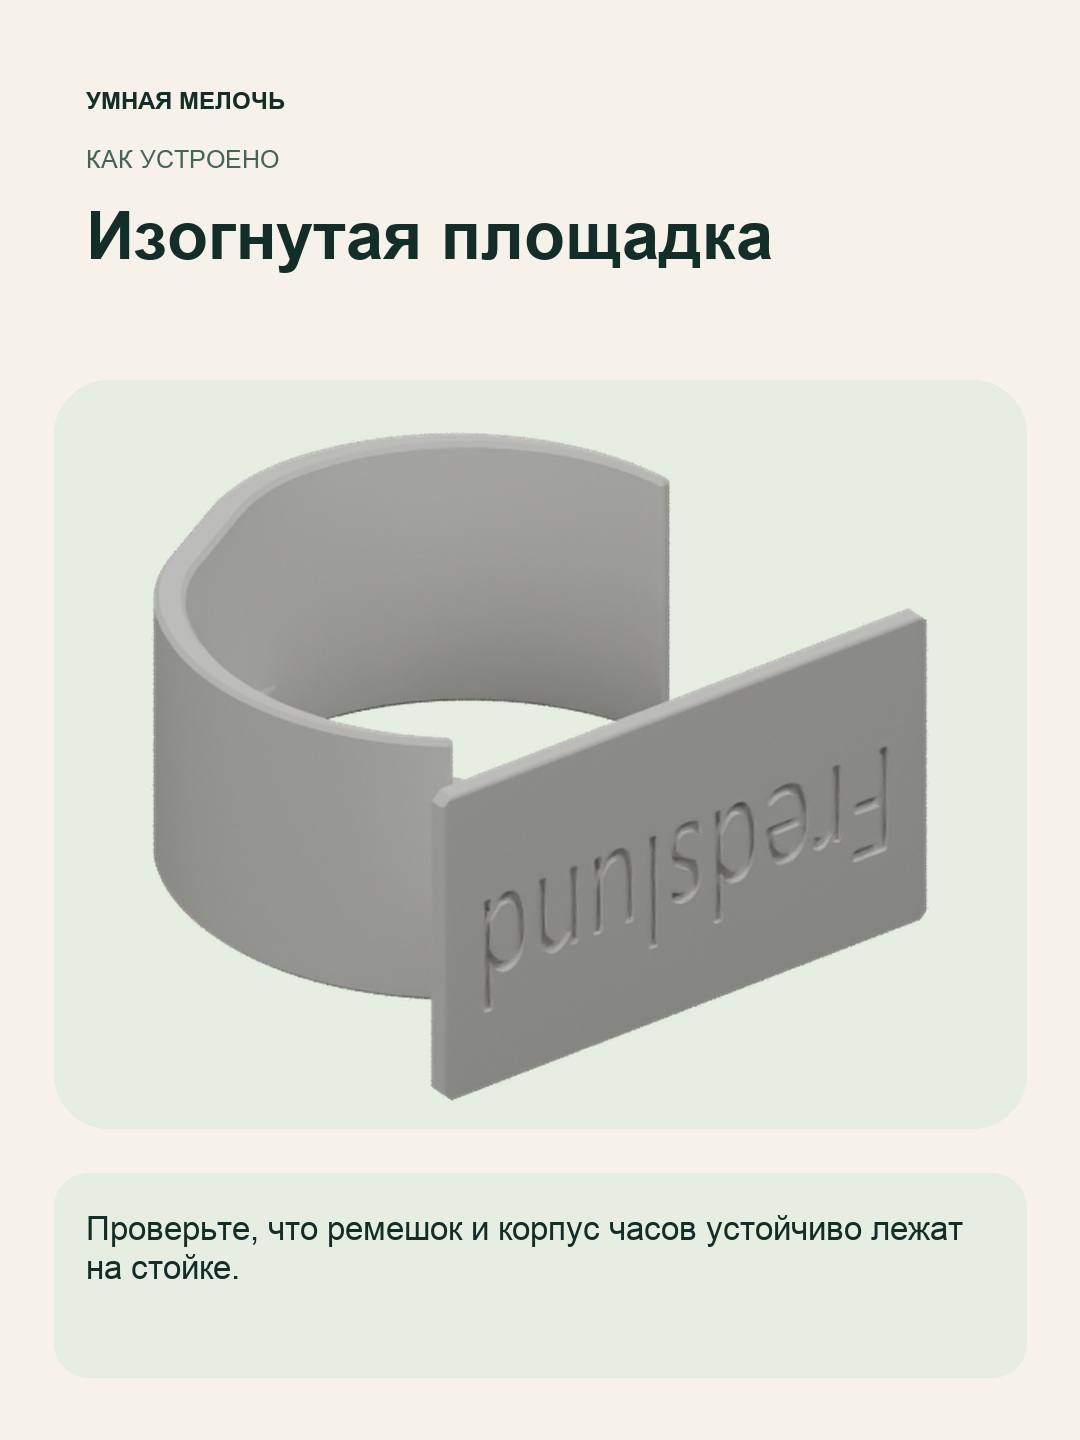 УМНАЯ МЕЛОЧЬ
КАК УСТРОЕНО
Изогнутая площадка
Fredslund
Проверьте, что ремешок и корпус часов устойчиво лежат
на стойке.